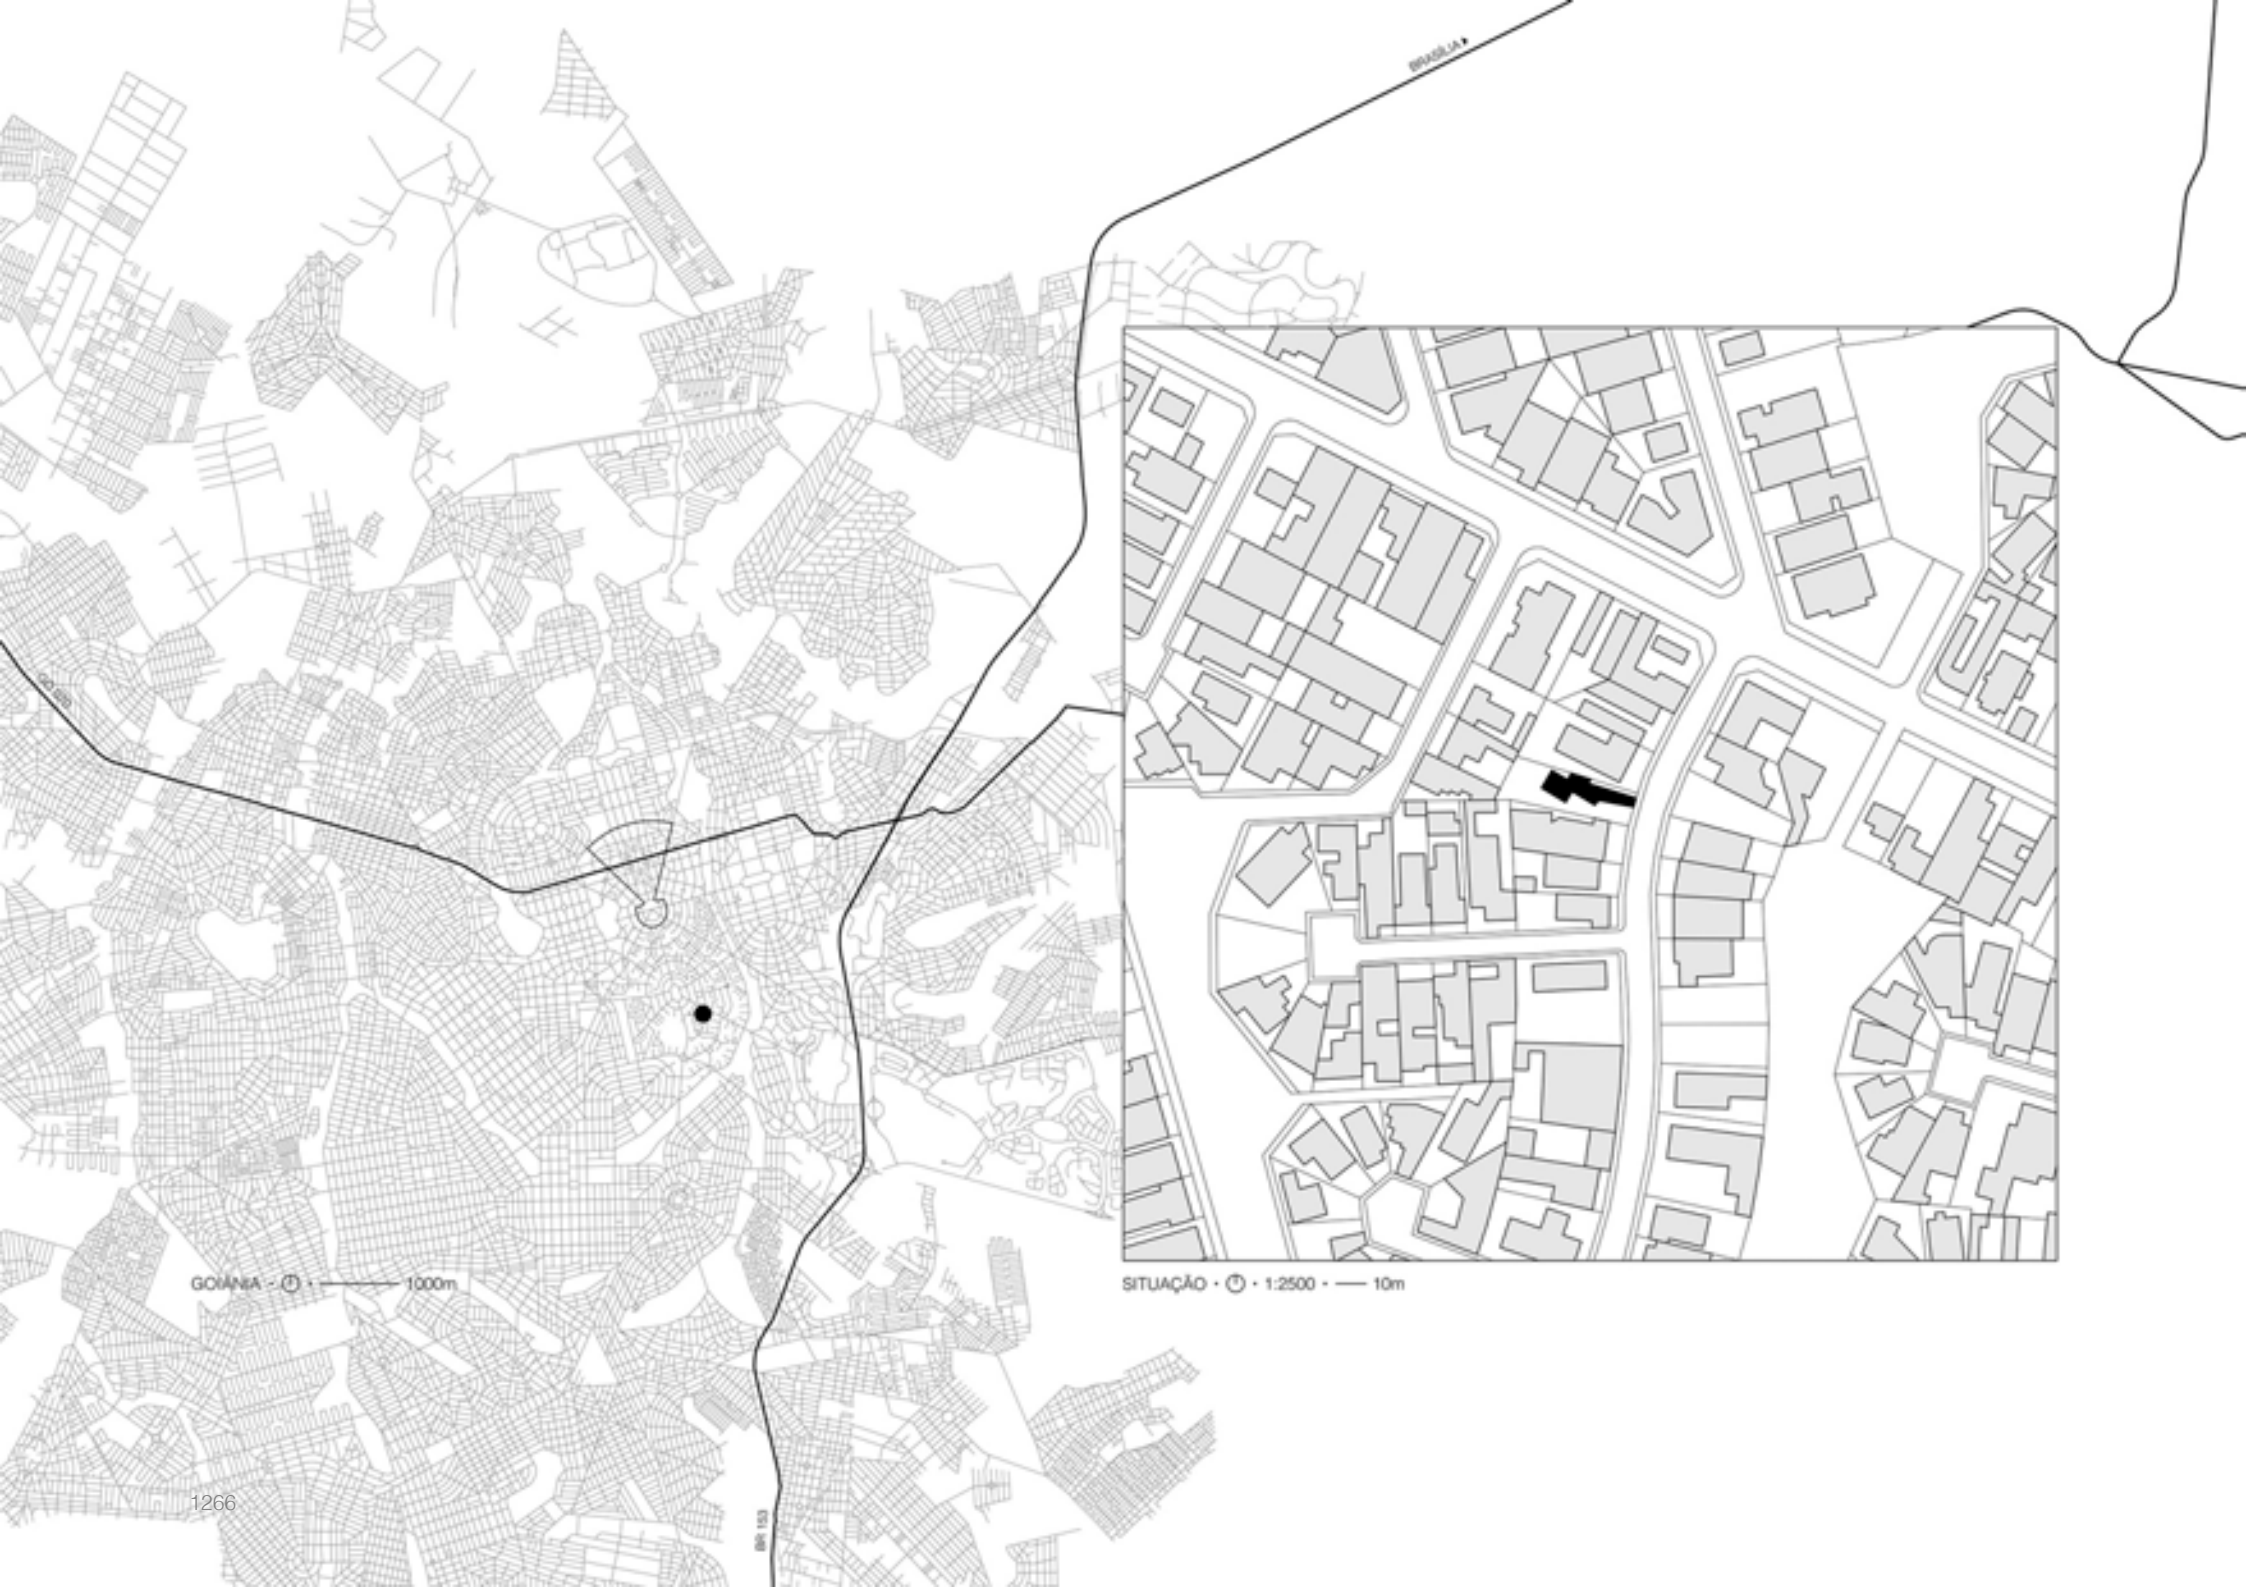 BRASÍLIA
GOIÂNIA · · 1000m
SITUAÇÃO · · 1:2500 · 10m
1266
BR 153